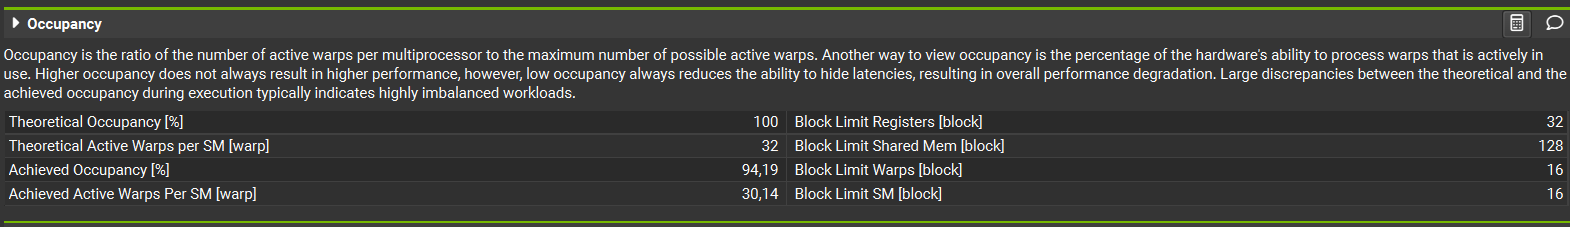 Occupancy
Occupancy is the ratio of the number of active warps per multiprocessor to the maximum number of possible active warps. Another way to view occupancy is the percentage of the hardware's ability to process warps that is actively in
use. Higher occupancy does not always result in higher performance, however, low occupancy always reduces the ability to hide latencies, resulting in overall performance degradation. Large discrepancies between the theoretical and the
achieved occupancy during execution typically indicates highly imbalanced workloads.
Theoretical Occupancy [%] 100 Block Limit Registers [block] 32
Theoretical Active Warps per SM [warp] 32 Block Limit Shared Mem [block] 128
Achieved Occupancy [%] 94,19 Block Limit Warps [block] 16
Achieved Active Warps Per SM [warp] 30,14 Block Limit SM [block] 16